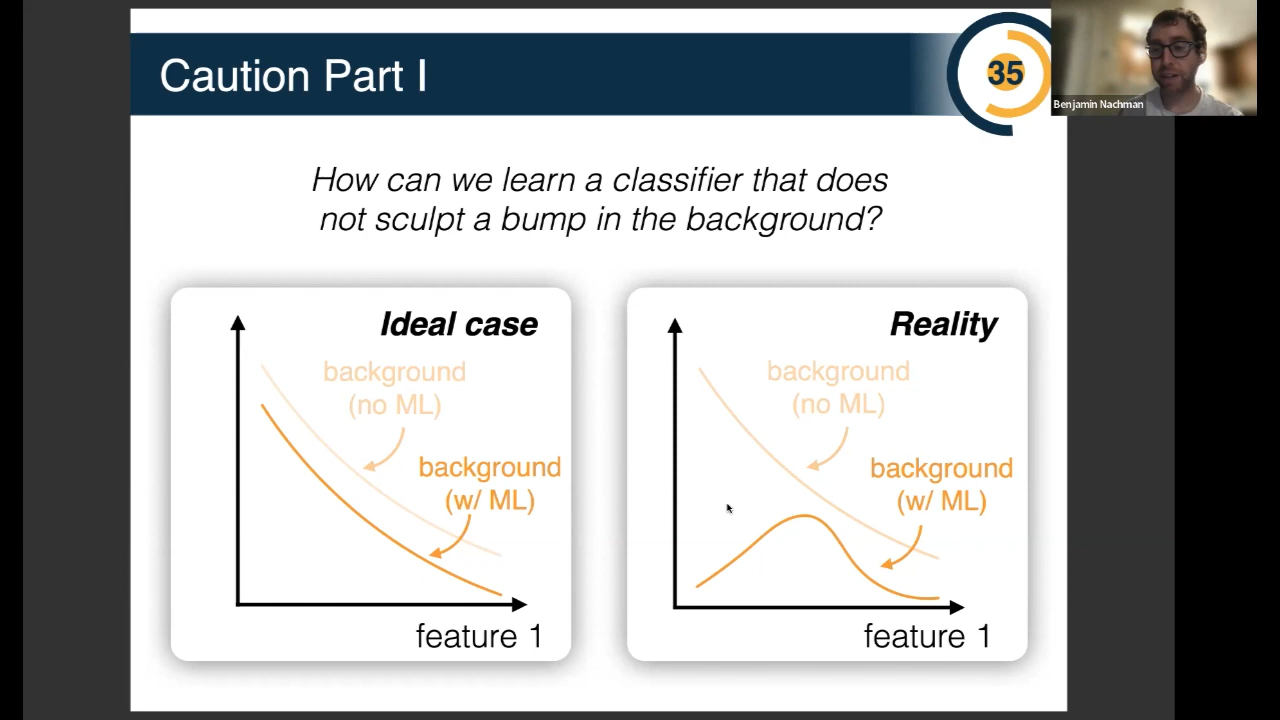 Caution Part I
35
Benjamin Nachman
How can we learn a classifier that does
not sculpt a bump in the background?
Ideal case
background
(no ML)
background
(w/ ML)
feature 1
Reality
background
(no ML)
background
(w/ ML)
feature 1